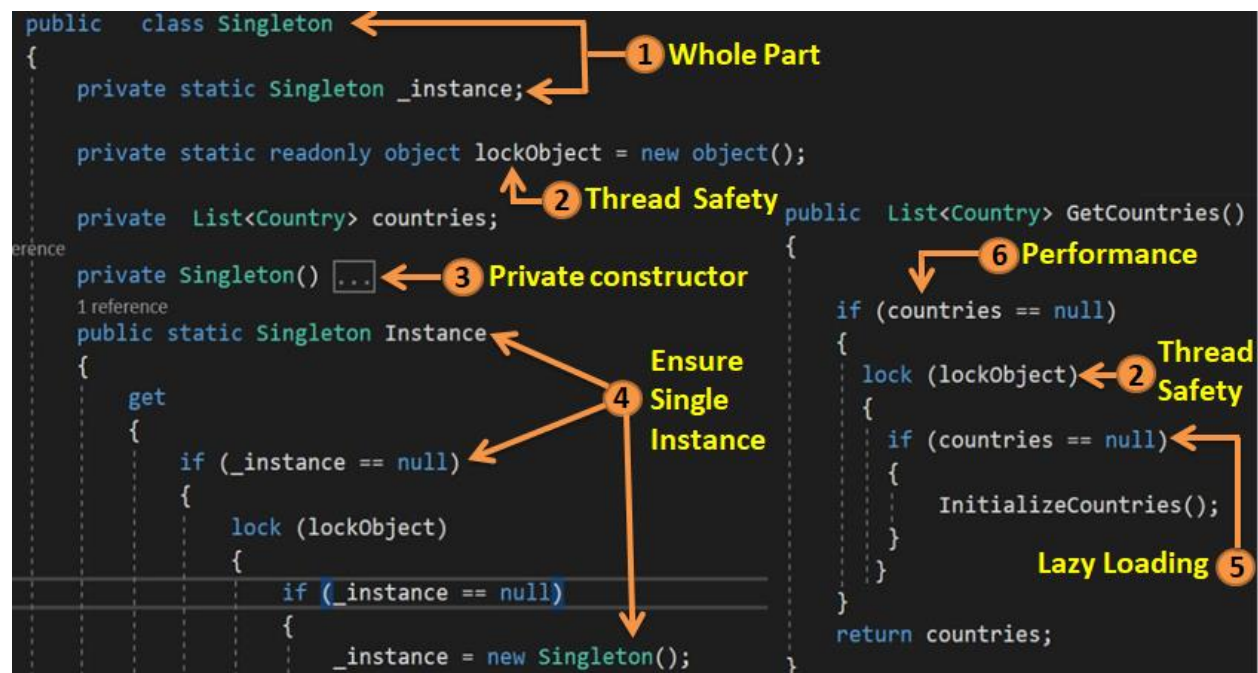 public class Singleton
{
1 Whole Part
private static Singleton _instance;
private static readonly object lockObject = new object();
2 Thread Safety
private List<Country> countries;
erence
private Singleton() ...
3 Private constructor
1 reference
public static Singleton Instance
{
get
{
4 Ensure
Single
Instance
if (_instance == null)
{
lock (lockObject)
{
if (_instance == null)
{
_instance = new Singleton();
public List<Country> GetCountries()
{
6 Performance
if (countries == null)
{
lock (lockObject)
2 Thread
Safety
{
if (countries == null)
{
InitializeCountries();
}
}
Lazy Loading 5
}
return countries;
}